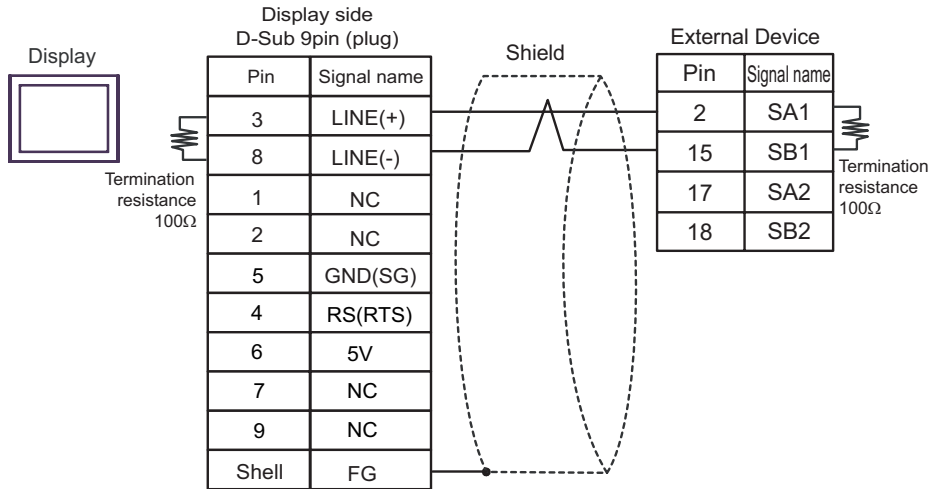 Display
Display side
D-Sub 9pin (plug)
Pin Signal name
3 LINE(+)
8 LINE(-)
1 NC
2 NC
5 GND(SG)
4 RS(RTS)
6 5V
7 NC
9 NC
Shell FG
Termination
resistance
100Ω
Shield
External Device
Pin Signal name
2 SA1
15 SB1
17 SA2
18 SB2
Termination
resistance
100Ω